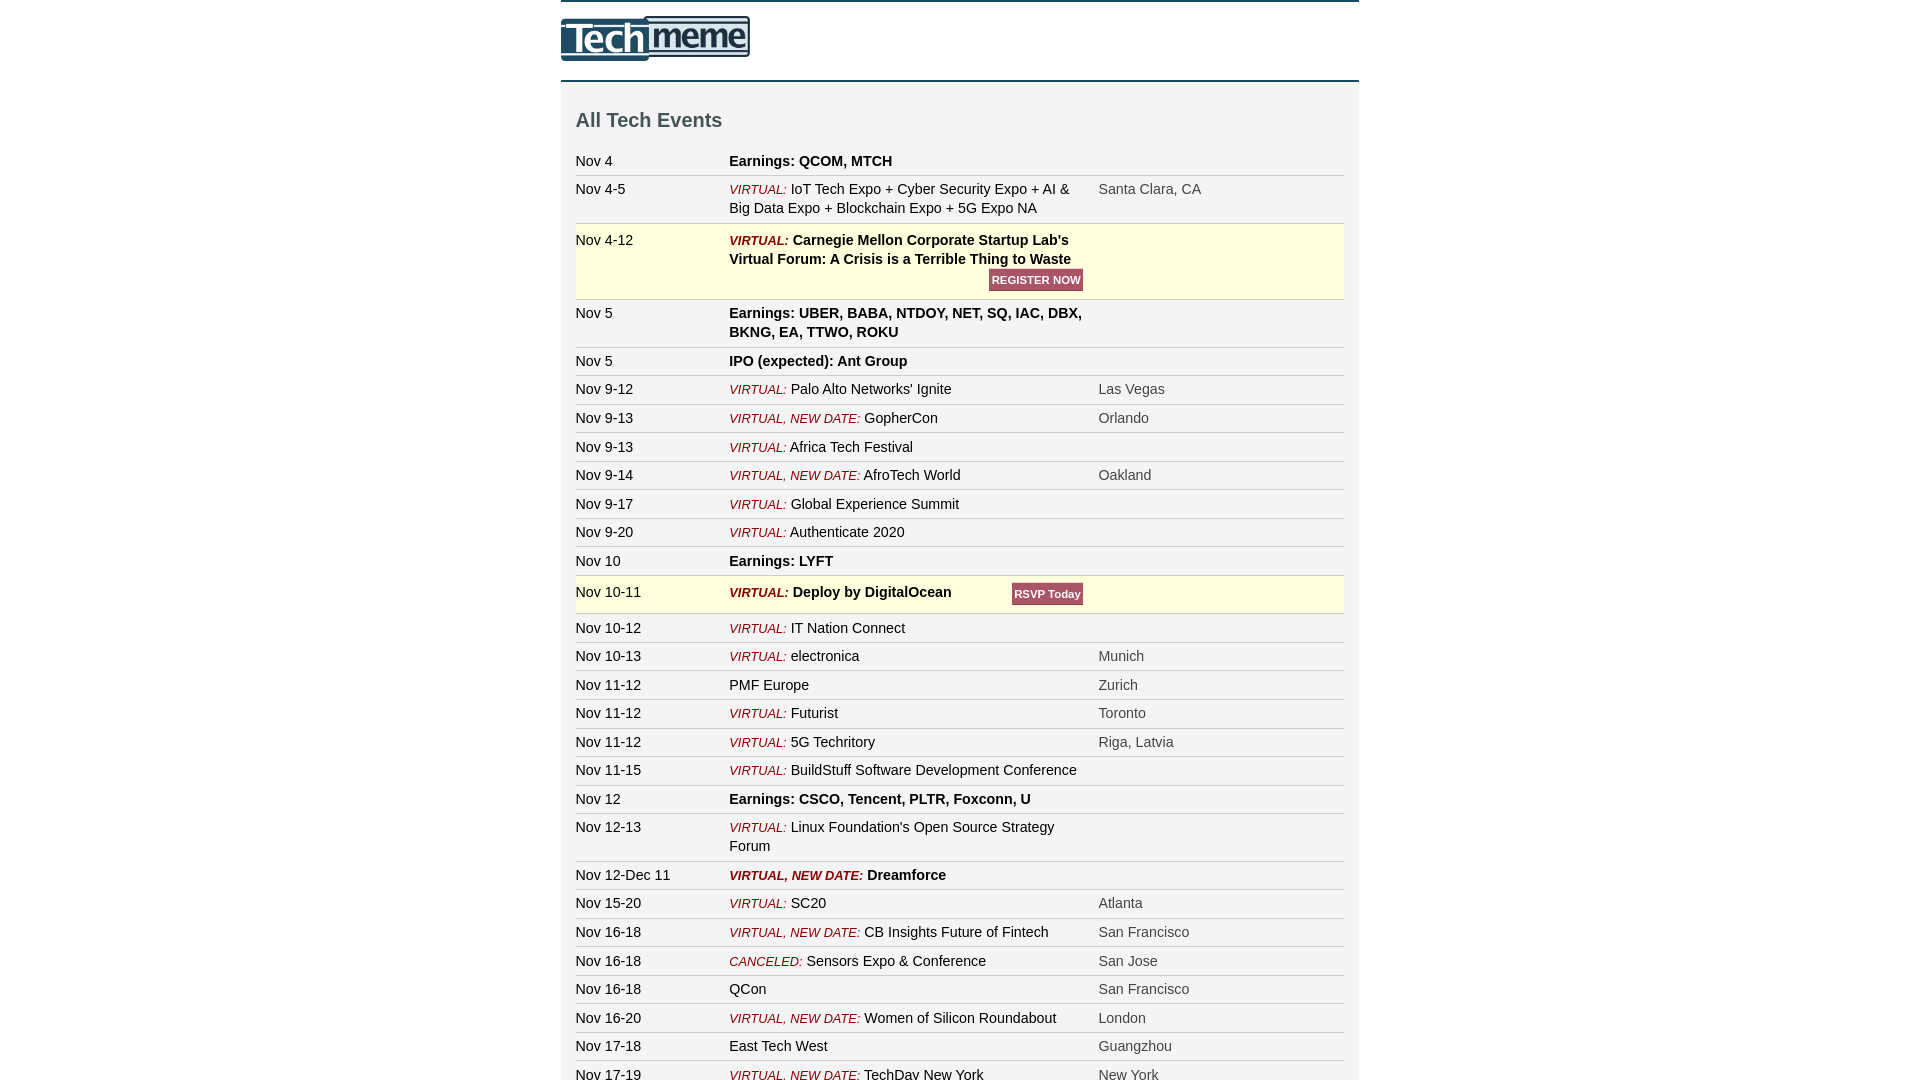 Techmeme
All Tech Events
Nov 4 Earnings: QCOM, MTCH
Nov 4-5 VIRTUAL: IoT Tech Expo + Cyber Security Expo + AI & Santa Clara, CA
Big Data Expo + Blockchain Expo + 5G Expo NA
Nov 4-12 VIRTUAL: Carnegie Mellon Corporate Startup Lab's
Virtual Forum: A Crisis is a Terrible Thing to Waste
REGISTER NOW
Nov 5 Earnings: UBER, BABA, NTDOY, NET, SQ, IAC, DBX,
BKNG, EA, TTWO, ROKU
Nov 5 IPO (expected): Ant Group
Nov 9-12 VIRTUAL: Palo Alto Networks' Ignite Las Vegas
Nov 9-13 VIRTUAL, NEW DATE: GopherCon Orlando
Nov 9-13 VIRTUAL: Africa Tech Festival
Nov 9-14 VIRTUAL, NEW DATE: AfroTech World Oakland
Nov 9-17 VIRTUAL: Global Experience Summit
Nov 9-20 VIRTUAL: Authenticate 2020
Nov 10 Earnings: LYFT
Nov 10-11 VIRTUAL: Deploy by DigitalOcean RSVP Today
Nov 10-12 VIRTUAL: IT Nation Connect
Nov 10-13 VIRTUAL: electronica Munich
Nov 11-12 PMF Europe Zurich
Nov 11-12 VIRTUAL: Futurist Toronto
Nov 11-12 VIRTUAL: 5G Techritory Riga, Latvia
Nov 11-15 VIRTUAL: BuildStuff Software Development Conference
Nov 12 Earnings: CSCO, Tencent, PLTR, Foxconn, U
Nov 12-13 VIRTUAL: Linux Foundation's Open Source Strategy
Forum
Nov 12-Dec 11 VIRTUAL, NEW DATE: Dreamforce
Nov 15-20 VIRTUAL: SC20 Atlanta
Nov 16-18 VIRTUAL, NEW DATE: CB Insights Future of Fintech San Francisco
Nov 16-18 CANCELED: Sensors Expo & Conference San Jose
Nov 16-18 QCon San Francisco
Nov 16-20 VIRTUAL, NEW DATE: Women of Silicon Roundabout London
Nov 17-18 East Tech West Guangzhou
Nov 17-19 VIRTUAL, NEW DATE: TechDay New York New York